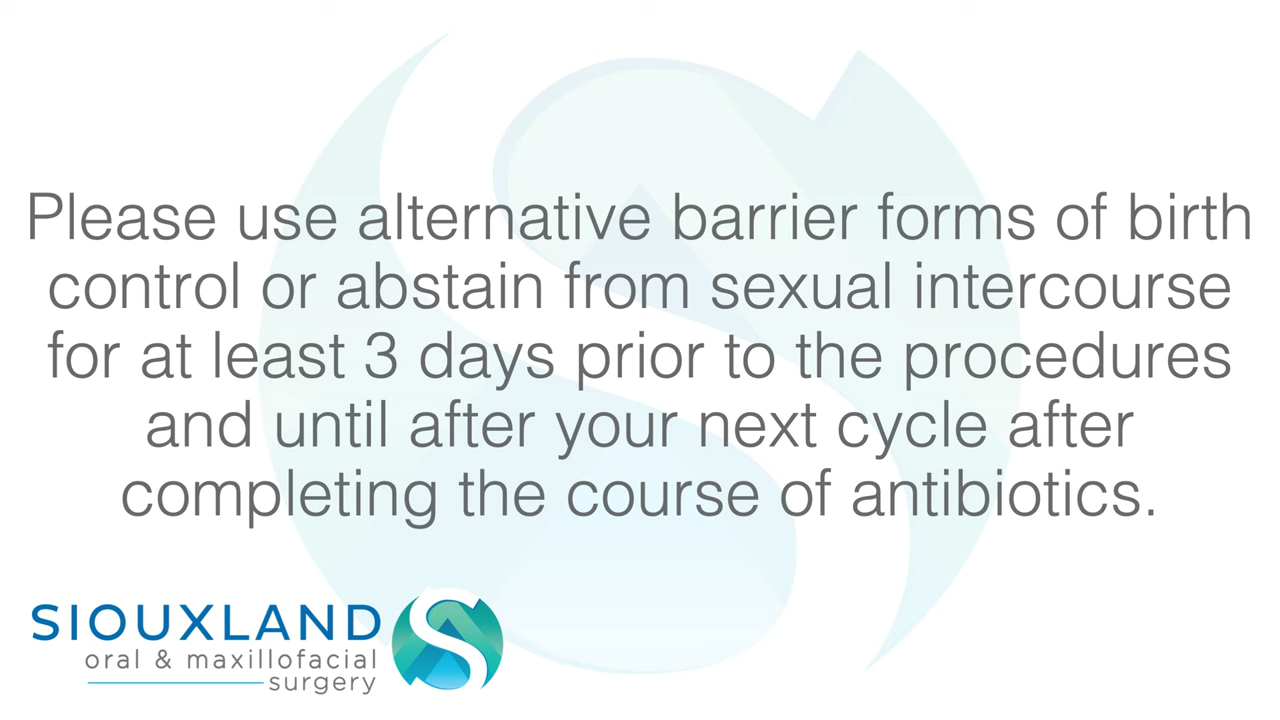 Please use alternative barrier forms of birth
control or abstain from sexual intercourse
for at least 3 days prior to the procedures
and until after your next cycle after
completing the course of antibiotics.
SIOUXLAND
oral & maxillofacial
surgery